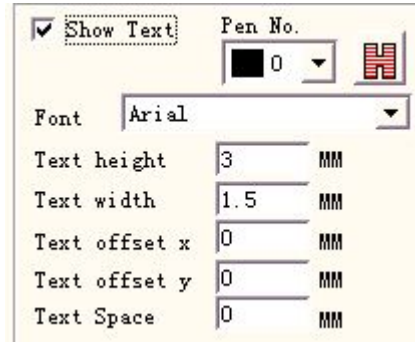 Show Text Pen No.
0
Font Arial
Text height 3 MM
Text width 1.5 MM
Text offset x 0 MM
Text offset y 0 MM
Text Space 0 MM